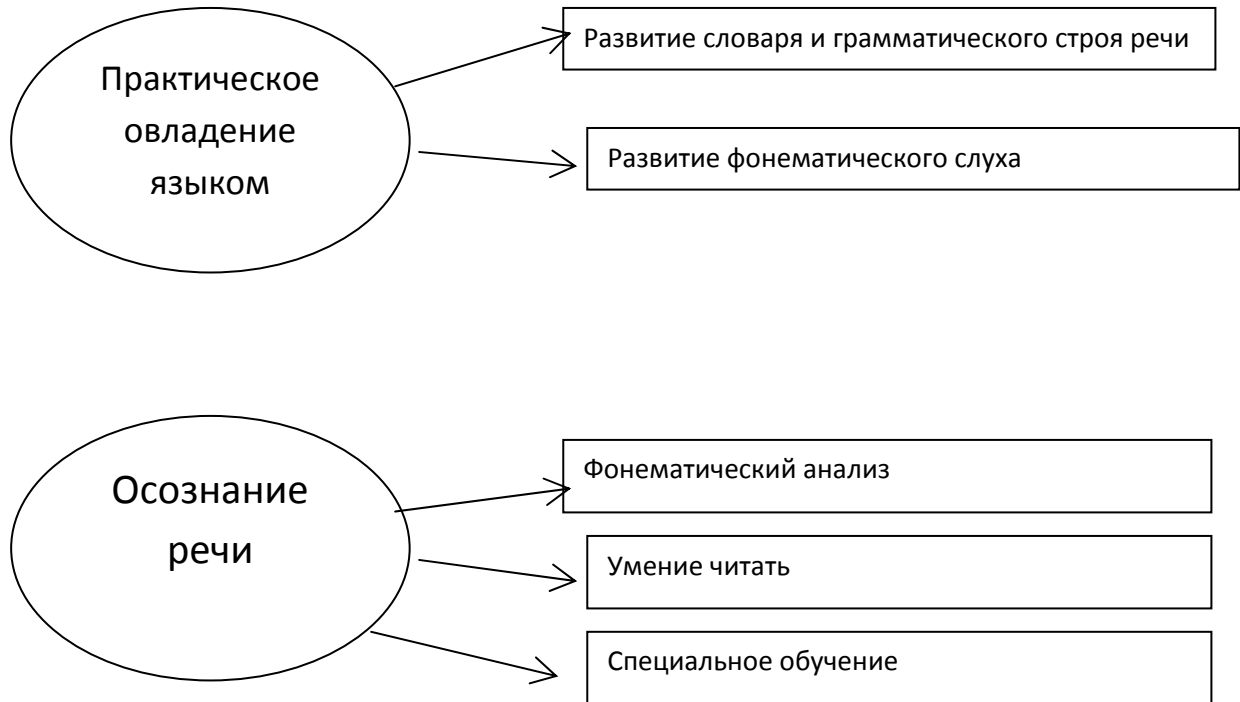 Практическое
овладение
языком
Развитие словаря и грамматического строя речи
Развитие фонематического слуха
Осознание
речи
Фонематический анализ
Умение читать
Специальное обучение